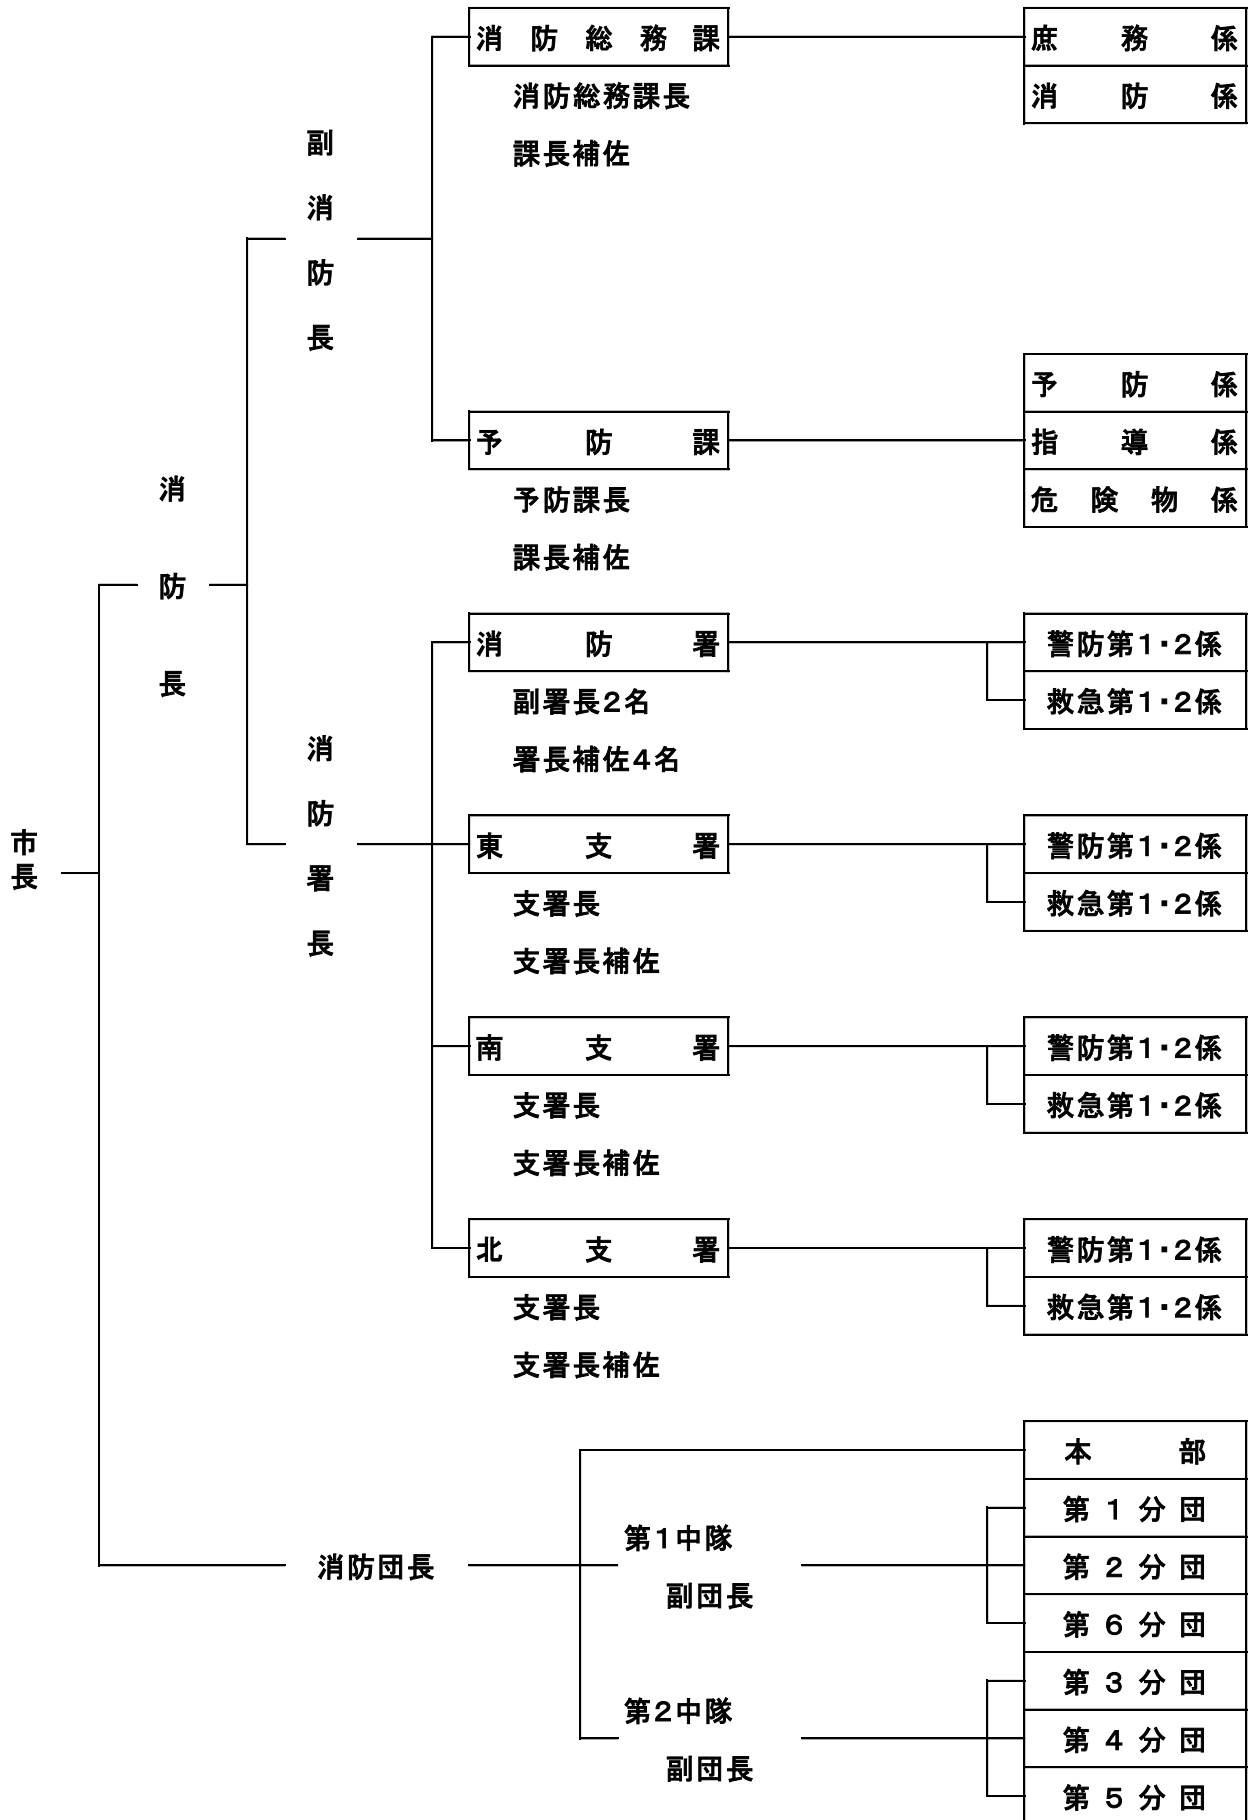 市長
消防長
副消防長
消防総務課
消防総務課長
課長補佐
庶務係
消防係
予防課
予防課長
課長補佐
予防係
指導係
危険物係
消防署長
消防署
副署長2名
署長補佐4名
警防第1・2係
救急第1・2係
東支署
支署長
支署長補佐
警防第1・2係
救急第1・2係
南支署
支署長
支署長補佐
警防第1・2係
救急第1・2係
北支署
支署長
支署長補佐
警防第1・2係
救急第1・2係
消防団長
本部
第1中隊
副団長
第1分団
第2分団
第6分団
第2中隊
副団長
第3分団
第4分団
第5分団